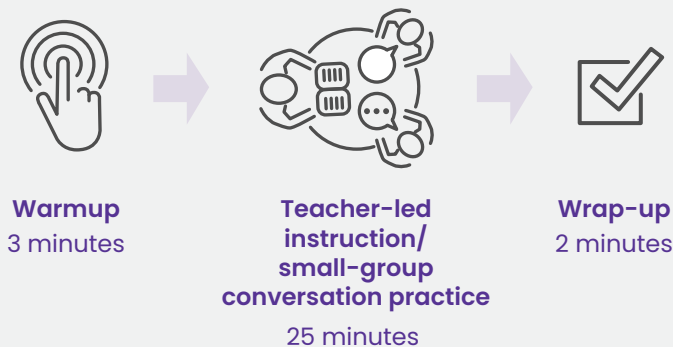 Warmup
3 minutes
Teacher-led
instruction/
small-group
conversation practice
25 minutes
Wrap-up
2 minutes